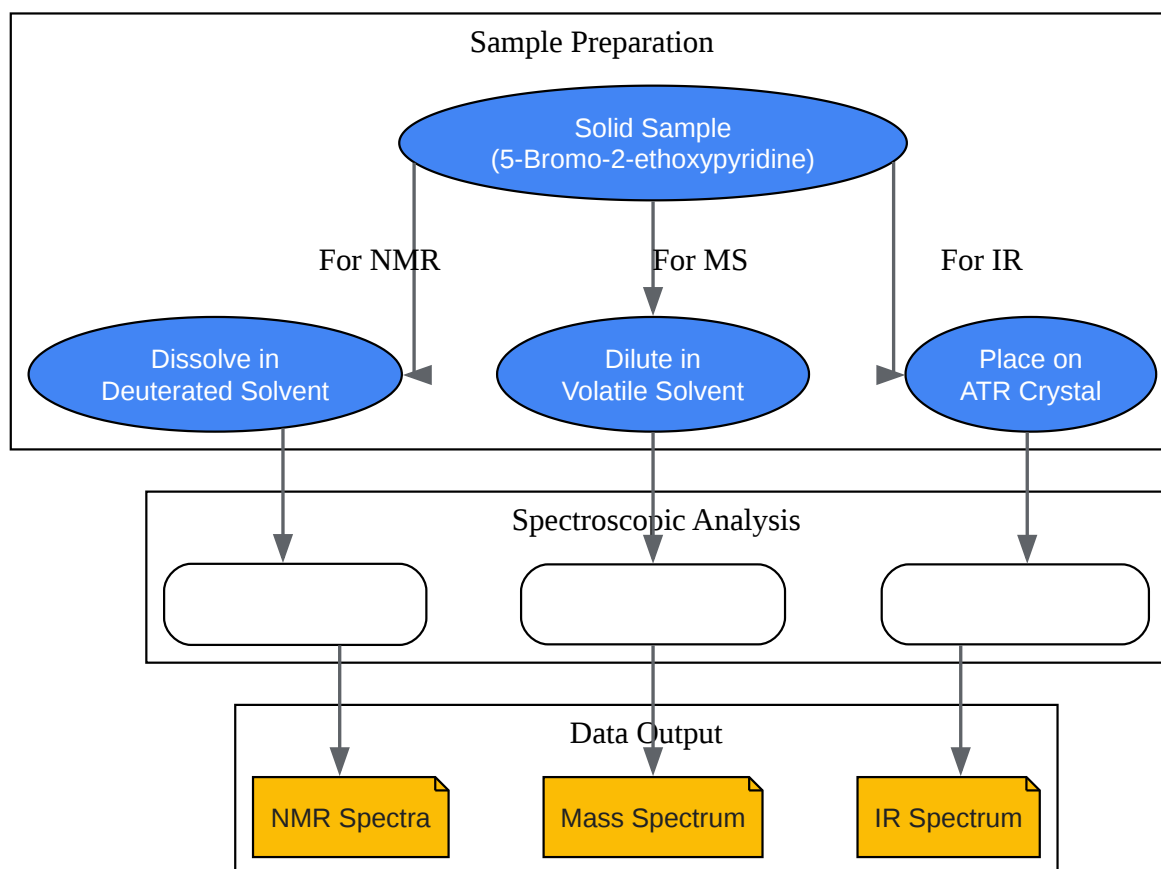 Sample Preparation
Solid Sample
(5-Bromo-2-ethoxypyridine)
For NMR
For MS
For IR
Dissolve in
Deuterated Solvent
Dilute in
Volatile Solvent
Place on
ATR Crystal
Spectroscopic Analysis
Data Output
NMR Spectra
Mass Spectrum
IR Spectrum